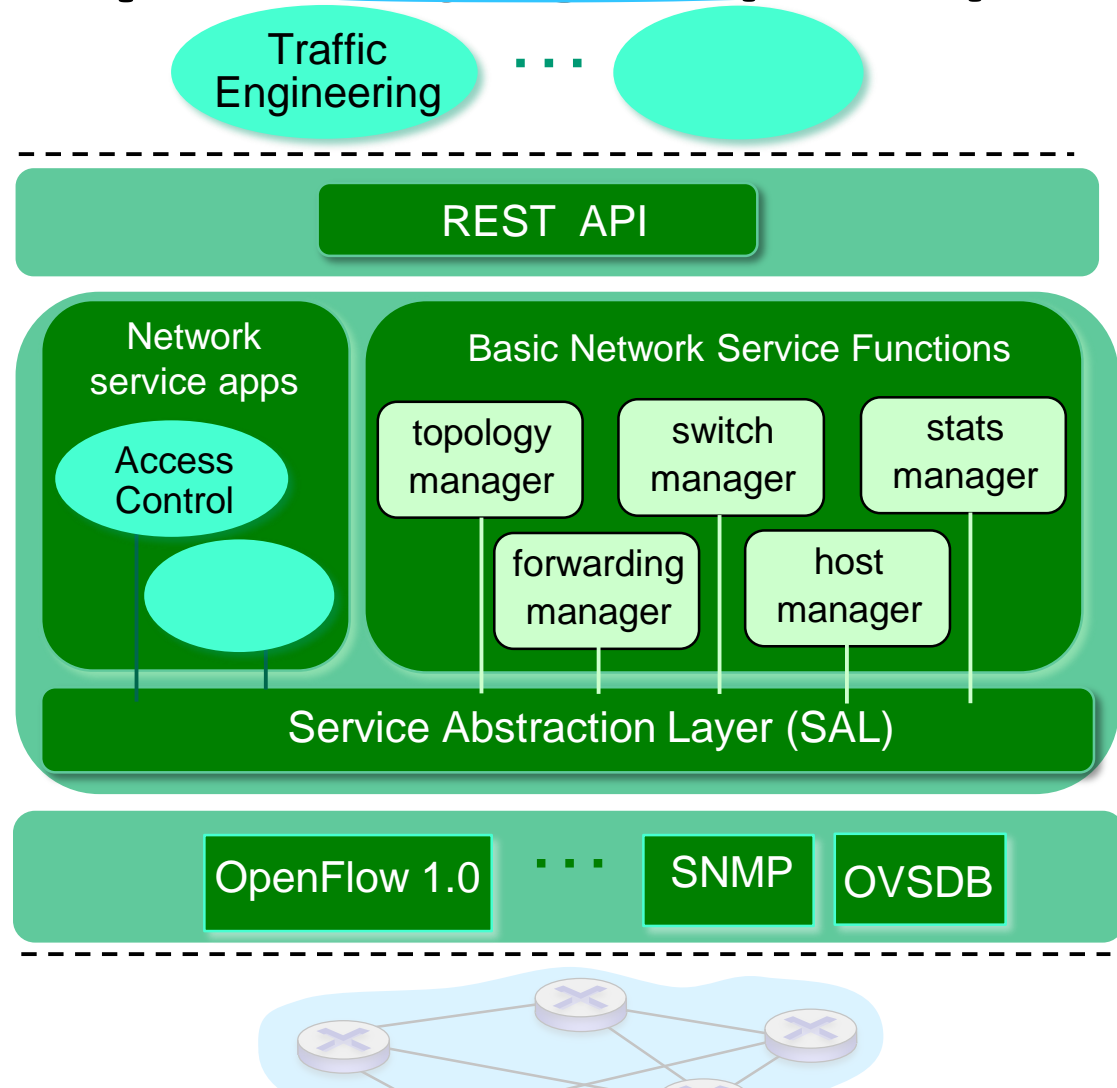 Traffic
Engineering
...
REST API
Network
service apps
Basic Network Service Functions
topology
manager
switch
manager
stats
manager
Access
Control
forwarding
manager
host
manager
Service Abstraction Layer (SAL)
OpenFlow 1.0
...
SNMP
OVSDB